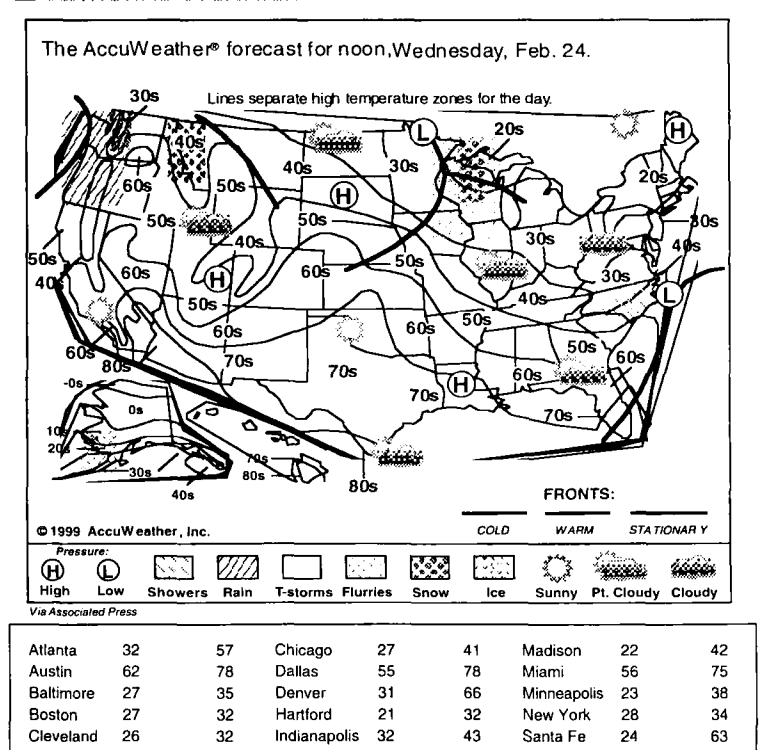 The AccuWeather® forecast for noon, Wednesday, Feb. 24.
Lines separate high temperature zones for the day.
30s
L
20s
H
40s
40s
30s
60s
50s
H
20s
50s
30s
50s
40s
30s
40s
50s
60s
H
60s
50s
30s
40s
50s
40s
L
60s
50s
60s
50s
50s
60s
80s
70s
70s
60s
60s
H
70s
70s
-0s
0s
10s
20s
30s
40s
70s
80s
80s
FRONTS:
COLD WARM STATIONARY
© 1999 AccuWeather, Inc.
Pressure:
H L
High Low Showers Rain T-storms Flurries Snow Ice Sunny Pt. Cloudy Cloudy
Via Associated Press
Atlanta 32 57 Chicago 27 41 Madison 22 42
Austin 62 78 Dallas 55 78 Miami 56 75
Baltimore 27 35 Denver 31 66 Minneapolis 23 38
Boston 27 32 Hartford 21 32 New York 28 34
Cleveland 26 32 Indianapolis 32 43 Santa Fe 24 63